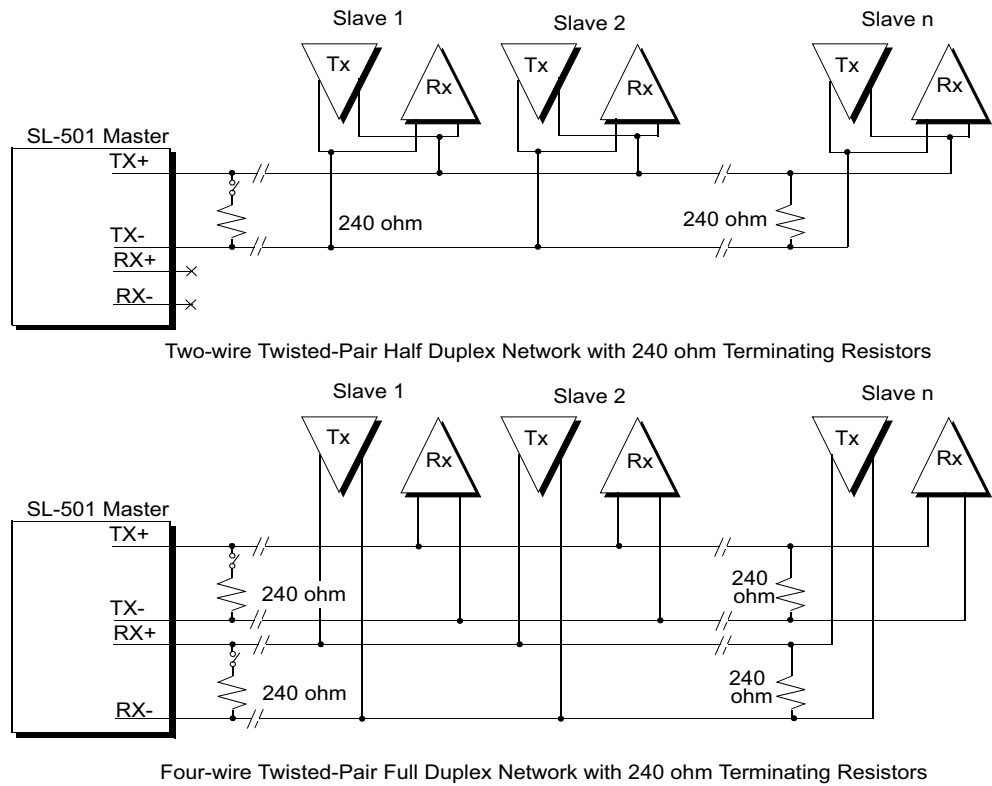 Slave 1
Slave 2
Slave n
Tx
Rx
Tx
Rx
Tx
Rx
SL-501 Master
TX+
TX-
RX+
RX-
240 ohm
240 ohm
Two-wire Twisted-Pair Half Duplex Network with 240 ohm Terminating Resistors
Slave 1
Slave 2
Slave n
Tx
Rx
Tx
Rx
Tx
Rx
SL-501 Master
TX+
TX-
RX+
RX-
240 ohm
240
ohm
240 ohm
240
ohm
Four-wire Twisted-Pair Full Duplex Network with 240 ohm Terminating Resistors